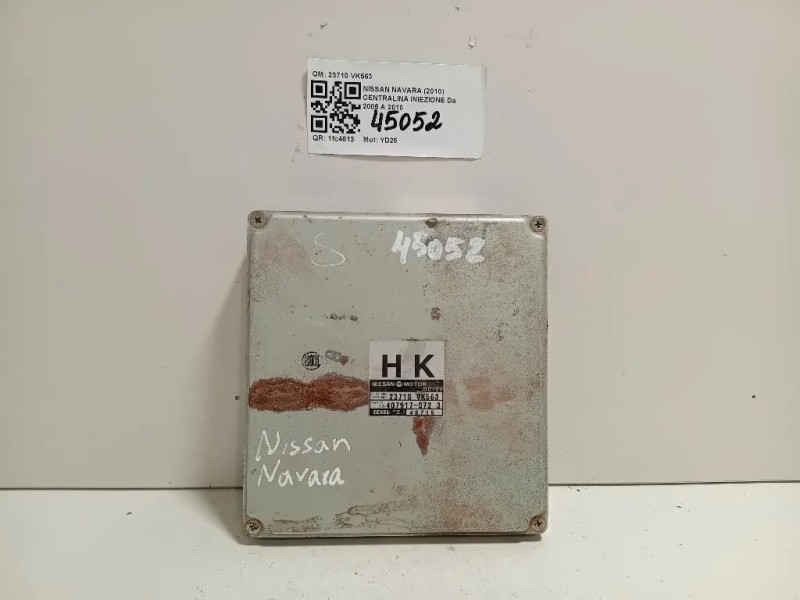 OM: 23710 VK563
NISSAN NAVARA (2010)
CENTRALINA INIEZIONE Da
2005 A 2010
45052
QR: 11c4613 Mot: YD25
S 45052
H K
NISSAN MOTOR
DC12V
23710 VK563
407917-072
ZEXEL
Nissan
Navara